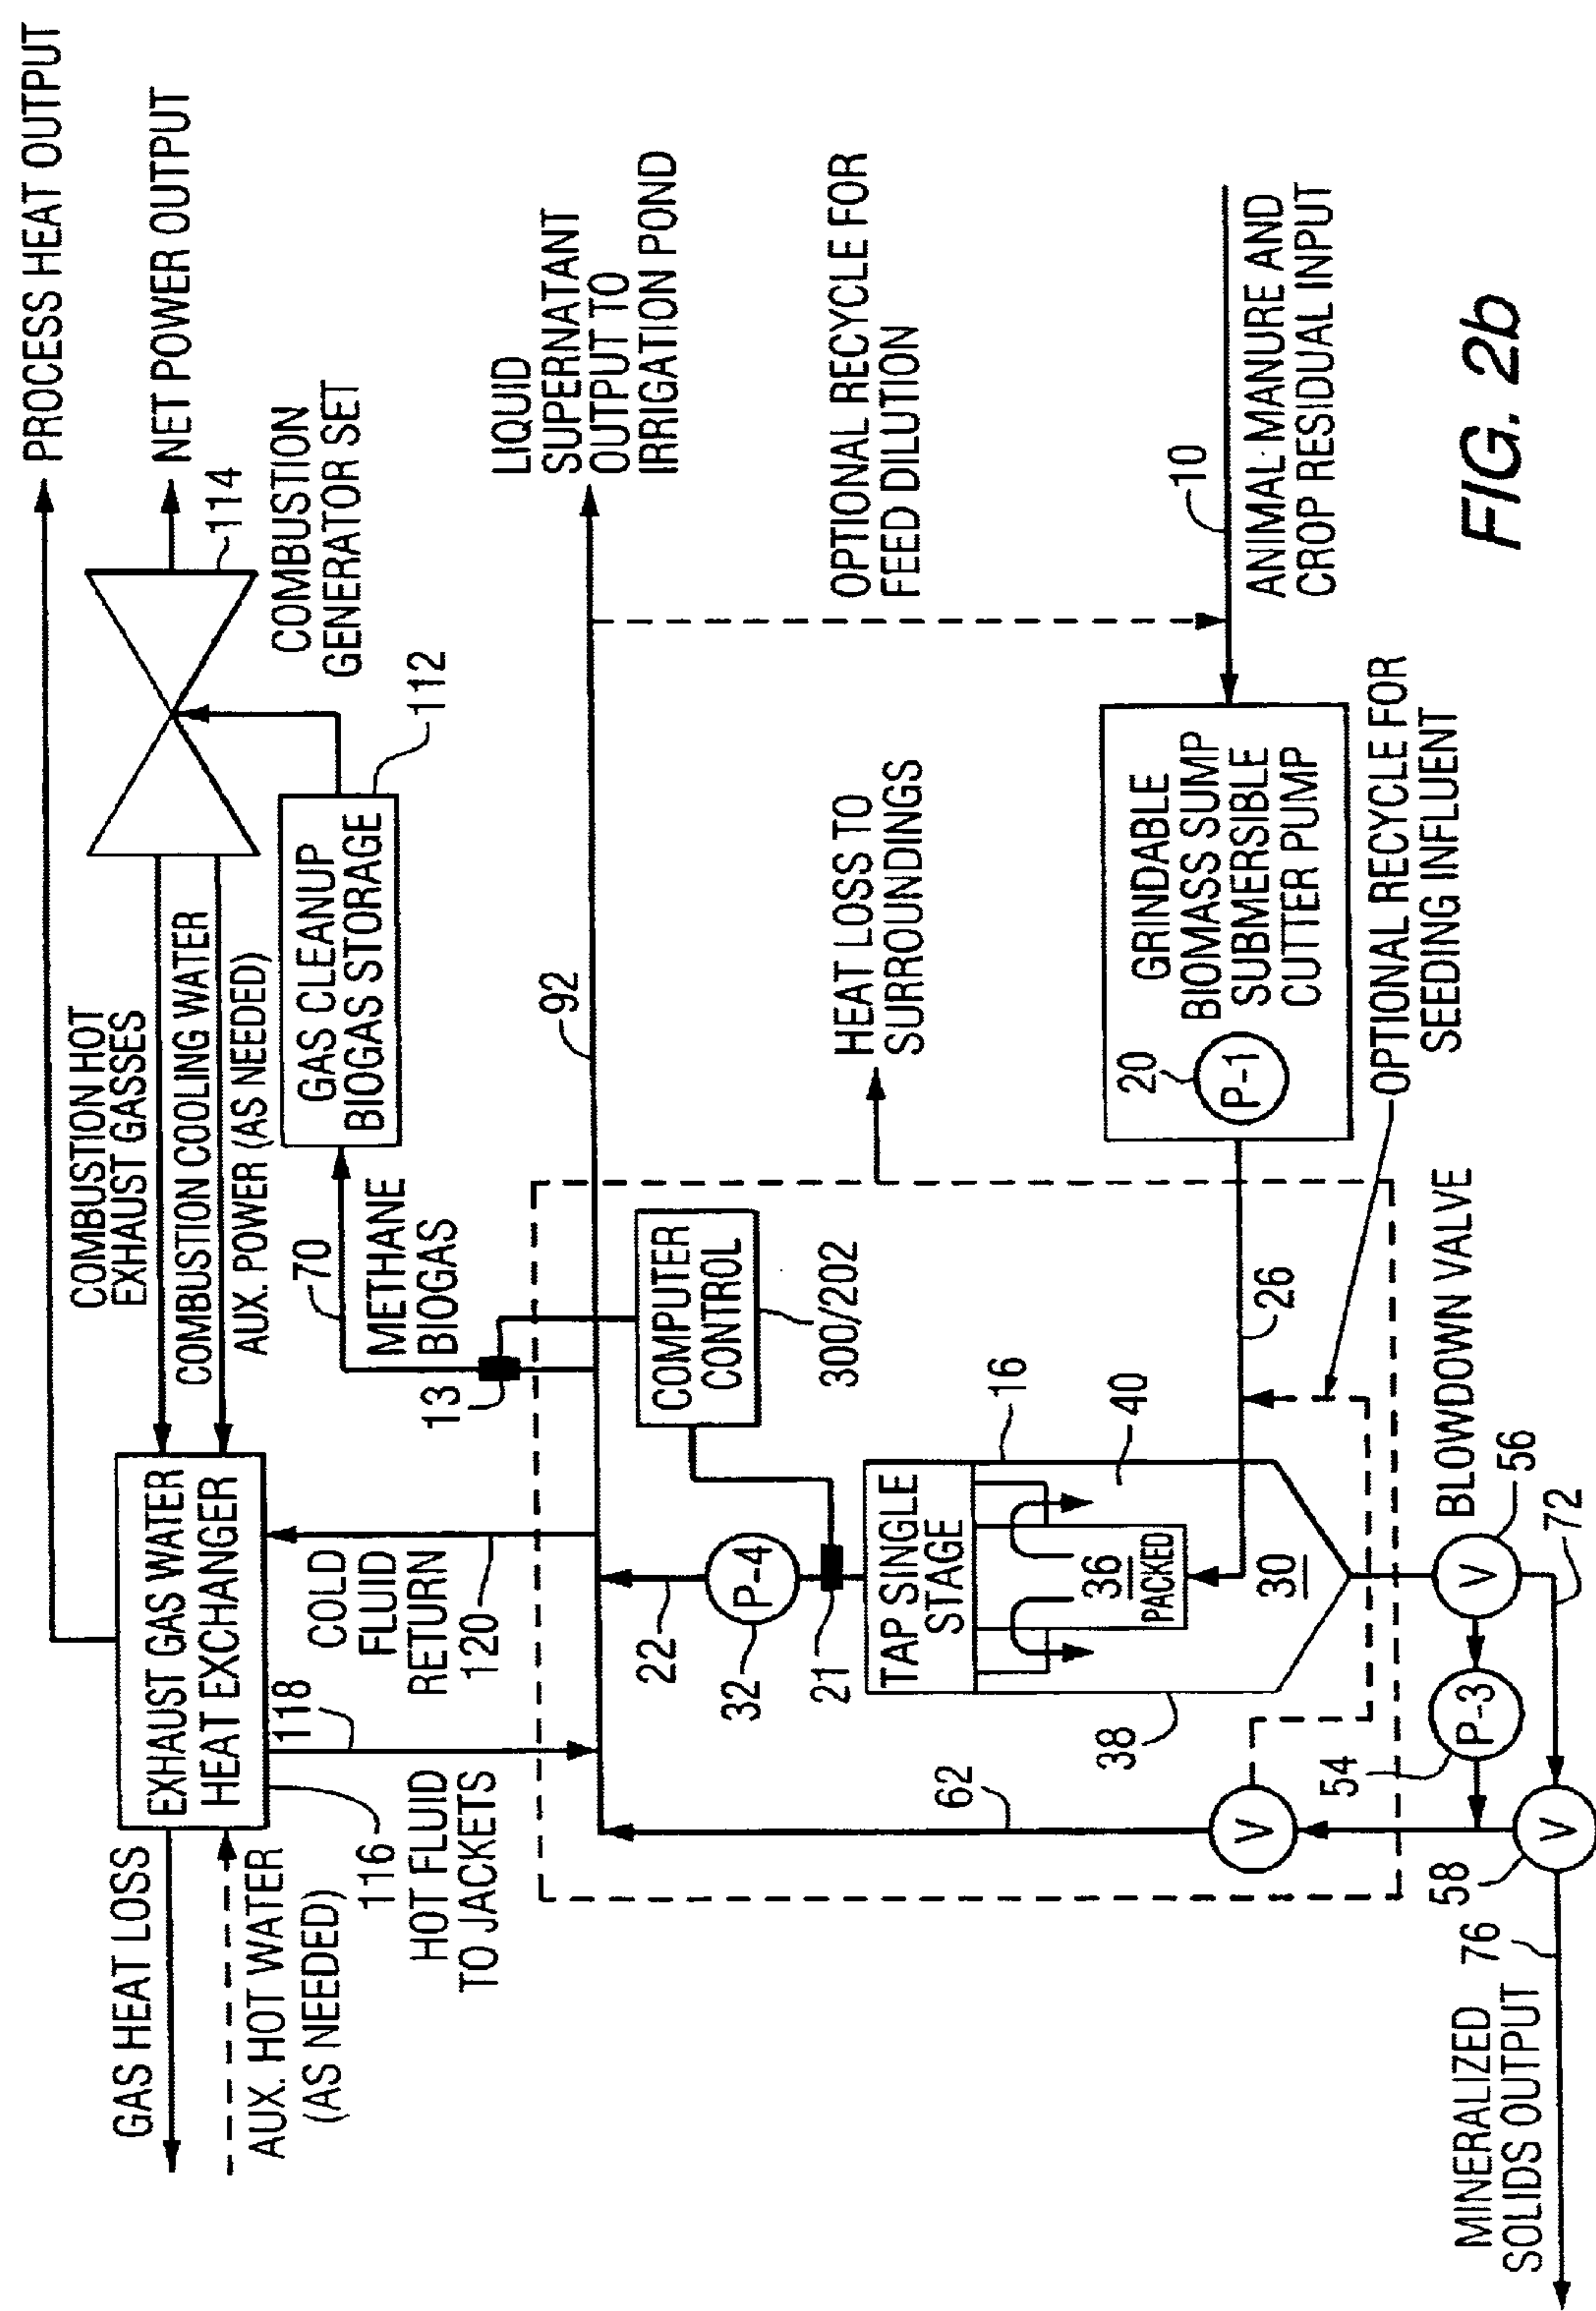 PROCESS HEAT OUTPUT
NET POWER OUTPUT
114
COMBUSTION
GENERATOR SET
112
COMBUSTION HOT
EXHAUST GASSES
COMBUSTION COOLING WATER
AUX. POWER (AS NEEDED)
GAS CLEANUP
BIOGAS STORAGE
70
METHANE
BIOGAS
13
EXHAUST GAS WATER
HEAT EXCHANGER
GAS HEAT LOSS
AUX. HOT WATER
(AS NEEDED)
116
118
HOT FLUID
TO JACKETS
COLD
FLUID
RETURN
120
LIQUID
SUPERNATANT
OUTPUT TO
IRRIGATION POND
92
OPTIONAL RECYCLE FOR
FEED DILUTION
HEAT LOSS TO
SURROUNDINGS
COMPUTER
CONTROL
300/202
22
P-4
32
21
TAP SINGLE
STAGE
16
40
36
PACKED
30
38
62
V
10
ANIMAL MANURE AND
CROP RESIDUAL INPUT
GRINDABLE
BIOMASS SUMP
SUBMERSIBLE
CUTTER PUMP
20
P-1
26
OPTIONAL RECYCLE FOR
SEEDING INFLUENT
BLOWDOWN VALVE
56
V
72
P-3
54
V
58
76
MINERALIZED
SOLIDS OUTPUT
FIG. 2b